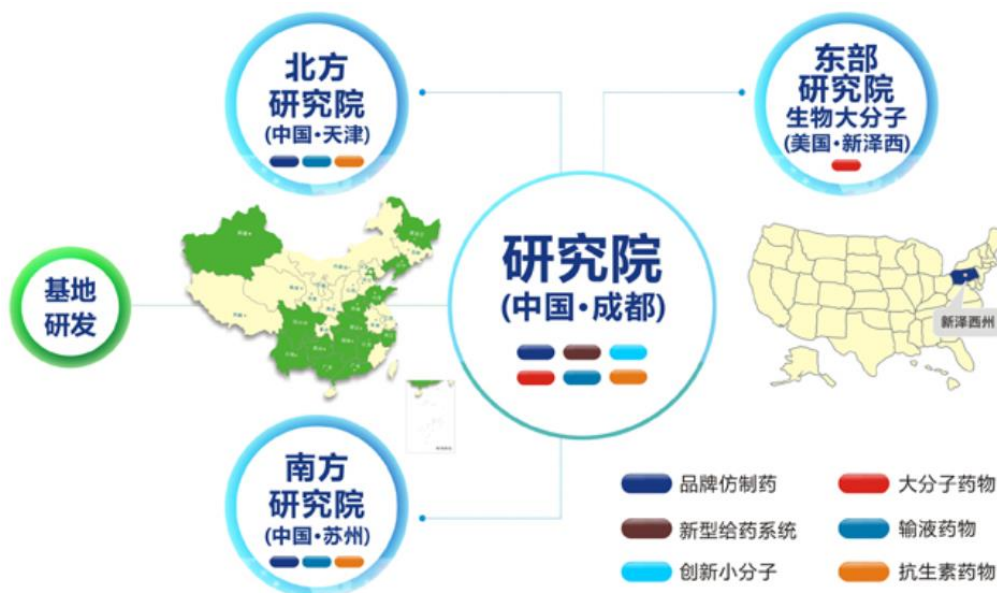 北方
研究院
(中国·天津)
东部
研究院
生物大分子
(美国·新泽西)
基地
研发
研究院
(中国·成都)
新泽西州
南方
研究院
(中国·苏州)
品牌仿制药
大分子药物
新型给药系统
输液药物
创新小分子
抗生素药物